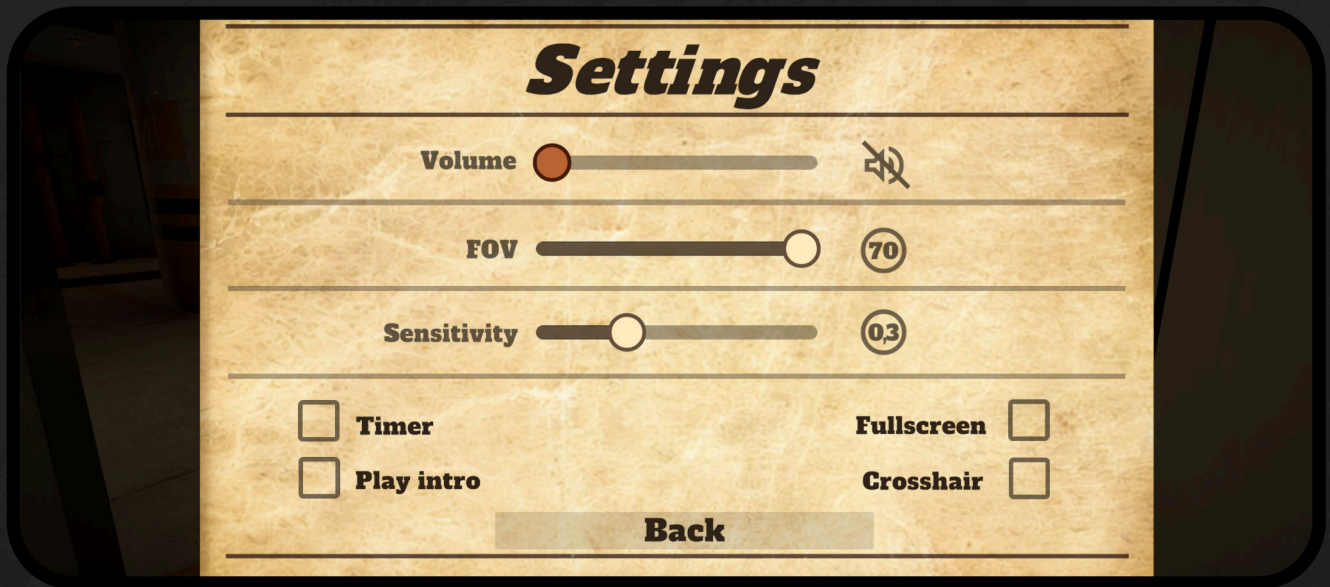 Settings
Volume
FOV 70
Sensitivity 0,3
Timer Fullscreen
Play intro Crosshair
Back